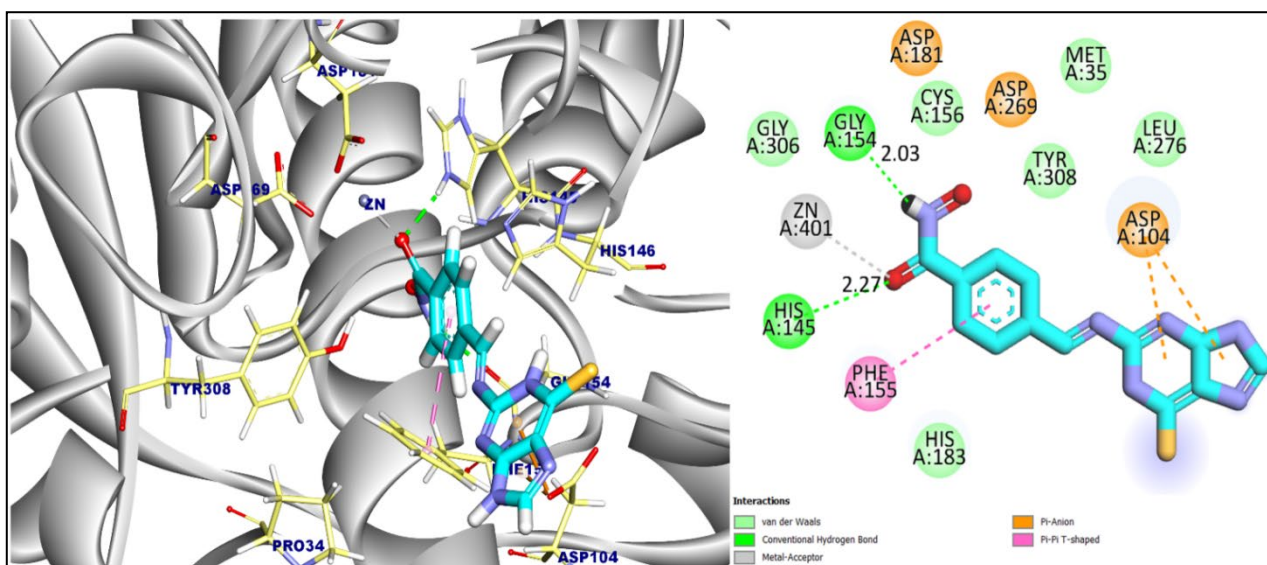 ZN
HIS146
TYR308
PRO34
ASP104
ASP
A:181
MET
A:35
CYS
A:156
ASP
A:269
GLY
A:306
GLY
A:154
2.03
TYR
A:308
LEU
A:276
ZN
A:401
ASP
A:104
2.27
HIS
A:145
PHE
A:155
HIS
A:183
Interactions
van der Waals
Conventional Hydrogen Bond
Metal-Acceptor
Pi-Anion
Pi-Pi T-shaped